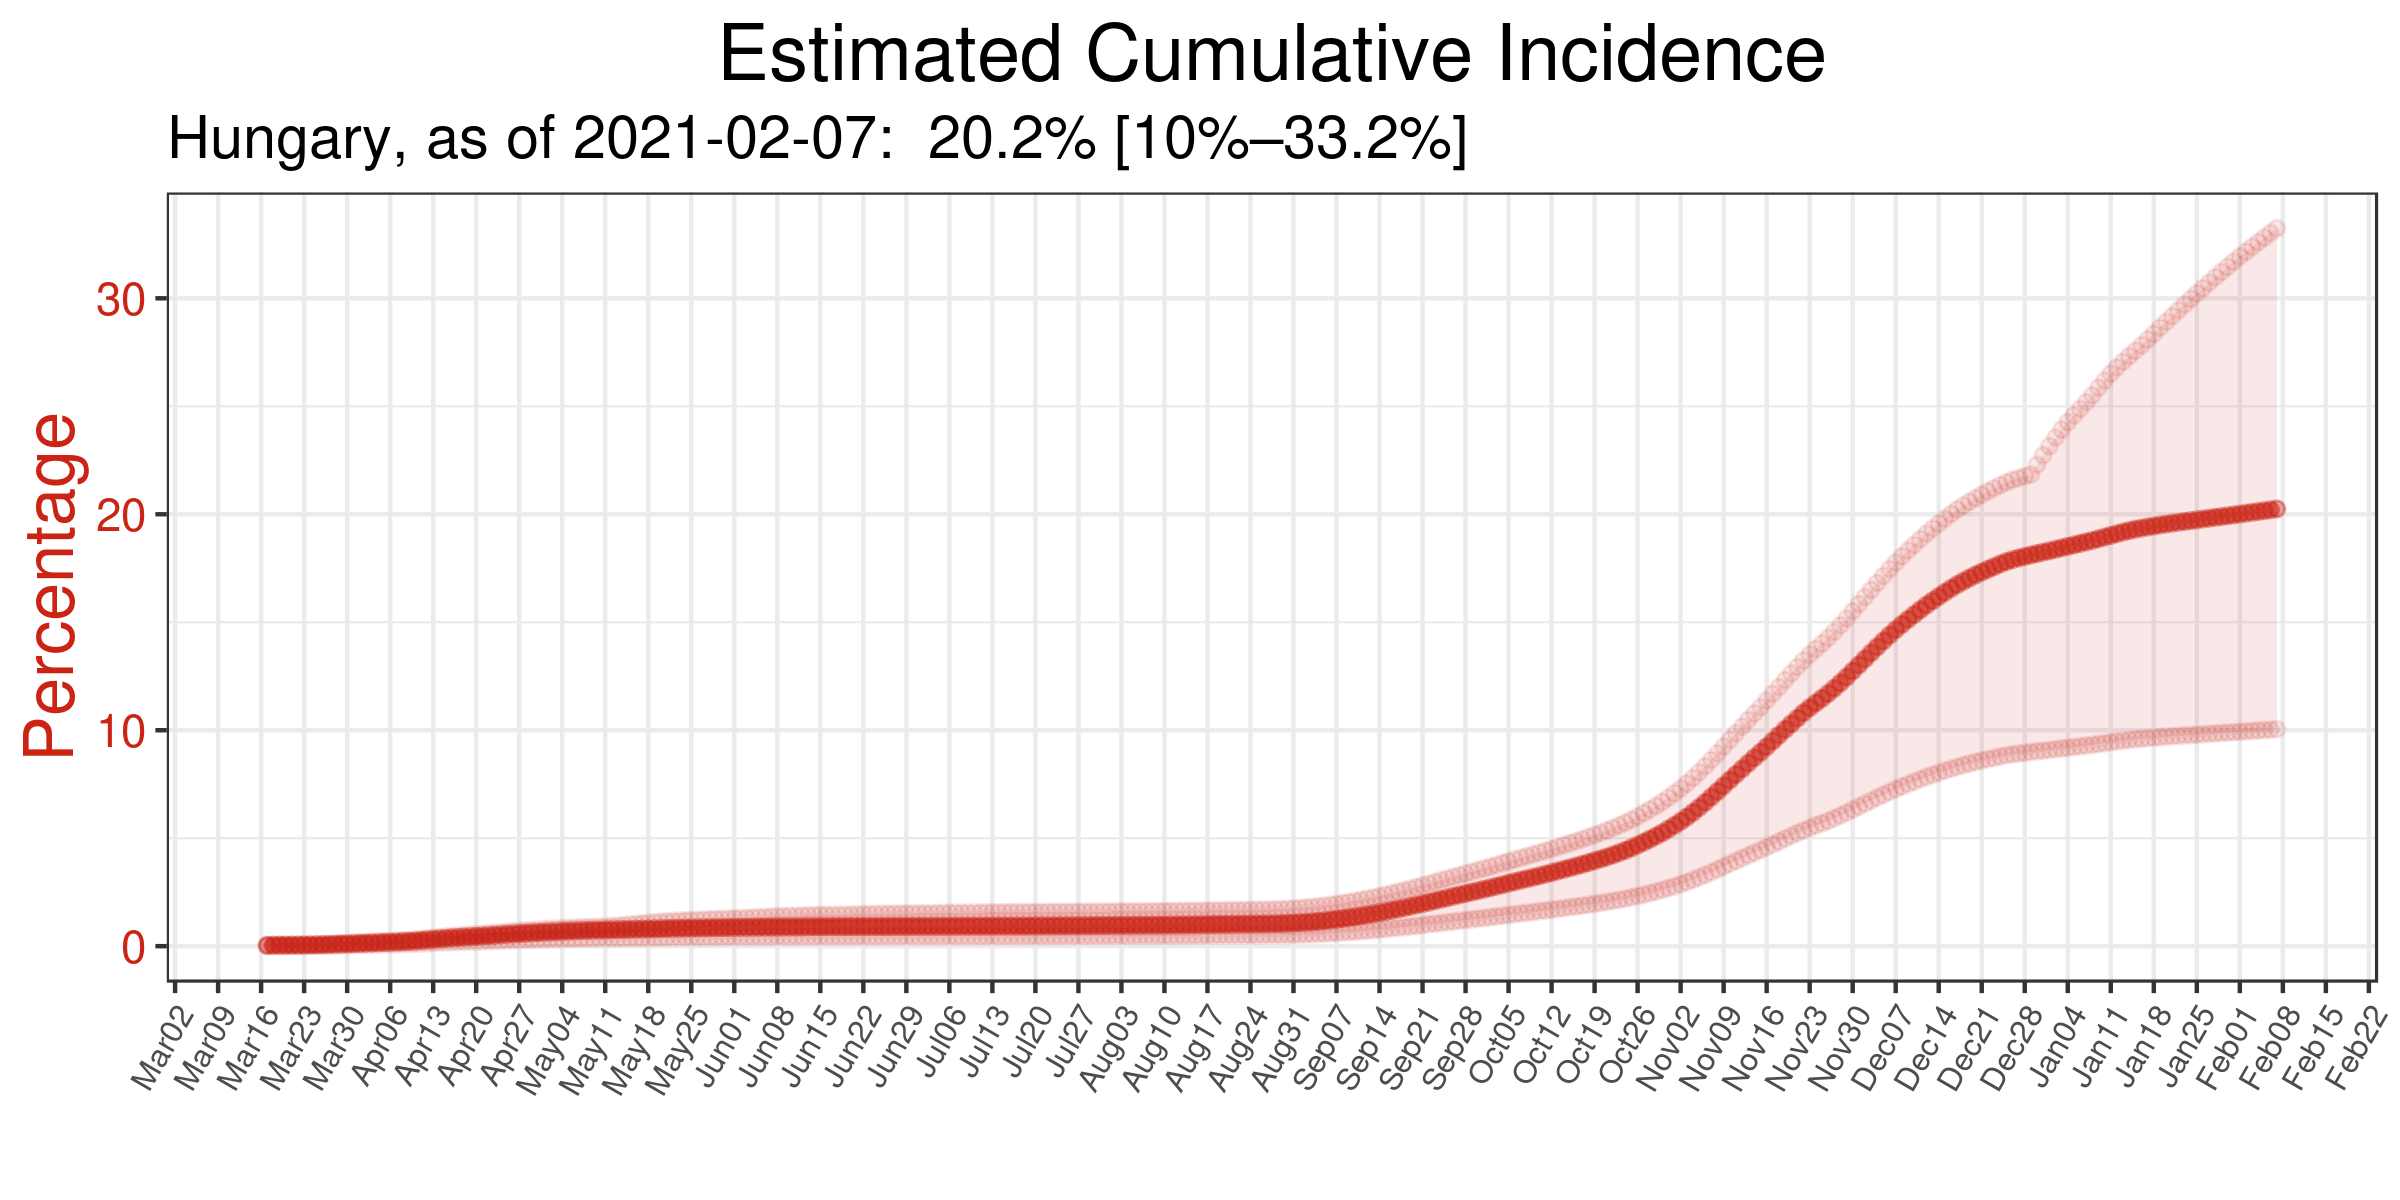 Estimated Cumulative Incidence
Hungary, as of 2021-02-07:  20.2% [10%–33.2%]
Percentage
30
20
10
0
Mar02
Mar09
Mar16
Mar23
Mar30
Apr06
Apr13
Apr20
Apr27
May04
May11
May18
May25
Jun01
Jun08
Jun15
Jun22
Jun29
Jul06
Jul13
Jul20
Jul27
Aug03
Aug10
Aug17
Aug24
Aug31
Sep07
Sep14
Sep21
Sep28
Oct05
Oct12
Oct19
Oct26
Nov02
Nov09
Nov16
Nov23
Nov30
Dec07
Dec14
Dec21
Dec28
Jan04
Jan11
Jan18
Jan25
Feb01
Feb08
Feb15
Feb22